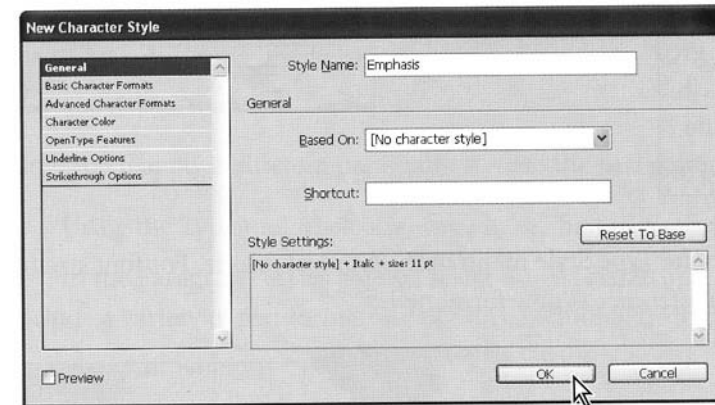 New Character Style
General
Basic Character Formats
Advanced Character Formats
Character Color
OpenType Features
Underline Options
Strikethrough Options
Style Name: Emphasis
General
Based On: [No character style]
Shortcut:
Reset To Base
Style Settings:
[No character style] + Italic + size: 11 pt
Preview
OK
Cancel